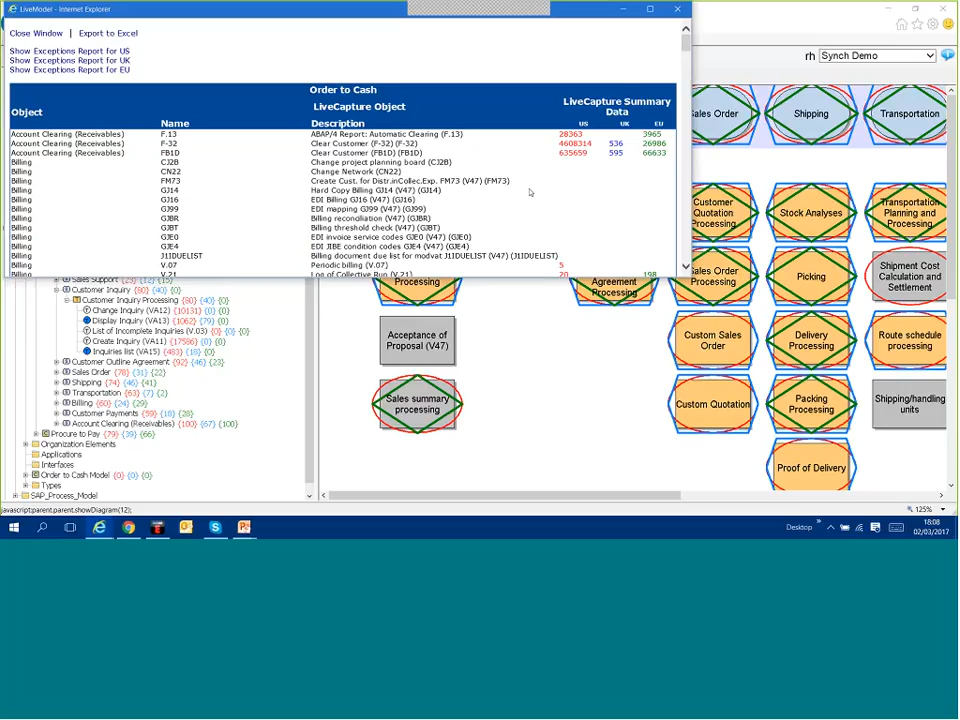 LiveModel - Internet Explorer
Close Window | Export to Excel
Show Exceptions Report for US
Show Exceptions Report for UK
Show Exceptions Report for EU
Order to Cash
Object LiveCapture Object LiveCapture Summary Data
Name Description US UK EU
Account Clearing (Receivables) F.13 ABAP/4 Report: Automatic Clearing (F.13) 28363 3965
Account Clearing (Receivables) F-32 Clear Customer (F-32) (F-32) 4608314 536 26986
Account Clearing (Receivables) FB1D Clear Customer (FB1D) (FB1D) 635659 595 66633
Billing CJ2B Change project planning board (CJ2B)
Billing CN22 Change Network (CN22)
Billing FM73 Create Cust. for Distr.inCollec.Exp. FM73 (V47) (FM73)
Billing GJ14 Hard Copy Billing GJ14 (V47) (GJ14)
Billing GJ16 EDI Billing GJ16 (V47) (GJ16)
Billing GJ99 EDI mapping GJ99 (V47) (GJ99)
Billing GJBR Billing reconciliation (V47) (GJBR)
Billing GJBT Billing threshold check (V47) (GJBT)
Billing GJE0 EDI invoice service codes GJE0 (V47) (GJE0)
Billing GJE4 EDI JIBE condition codes GJE4 (V47) (GJE4)
Billing J1IDUELIST Billing document due list for modvat J1IDUELIST (V47) (J1IDUELIST)
Billing V.07 Periodic billing (V.07) 5
Billing V.21 Log of Collective Run (V.21) 20 198
rh Synch Demo
Sales Order
Shipping
Transportation
Customer Quotation Processing
Stock Analyses
Transportation Planning and Processing
Processing
Agreement Processing
Sales Order Processing
Picking
Shipment Cost Calculation and Settlement
Acceptance of Proposal (V47)
Custom Sales Order
Delivery Processing
Route schedule processing
Sales summary processing
Custom Quotation
Packing Processing
Shipping/handling units
Proof of Delivery
Sales Support {23} {12} {15}
Customer Inquiry {80} {40} {0}
Customer Inquiry Processing {80} {40} {0}
Change Inquiry (VA12) {10131} {0} {0}
Display Inquiry (VA13) {1062} {79} {0}
List of Incomplete Inquiries (V.03) {0} {0} {0}
Create Inquiry (VA11) {17586} {0} {0}
Inquiries list (VA15) {483} {18} {0}
Customer Outline Agreement {92} {46} {23}
Sales Order {78} {31} {22}
Shipping {74} {46} {41}
Transportation {63} {7} {2}
Billing {60} {24} {29}
Customer Payments {59} {18} {28}
Account Clearing (Receivables) {100} {67} {100}
Procure to Pay {79} {39} {66}
Organization Elements
Applications
Interfaces
Order to Cash Model {0} {0} {0}
Types
SAP_Process_Model
javascript:parent.parent.showDiagram(12);
125%
Desktop
18:08
02/03/2017